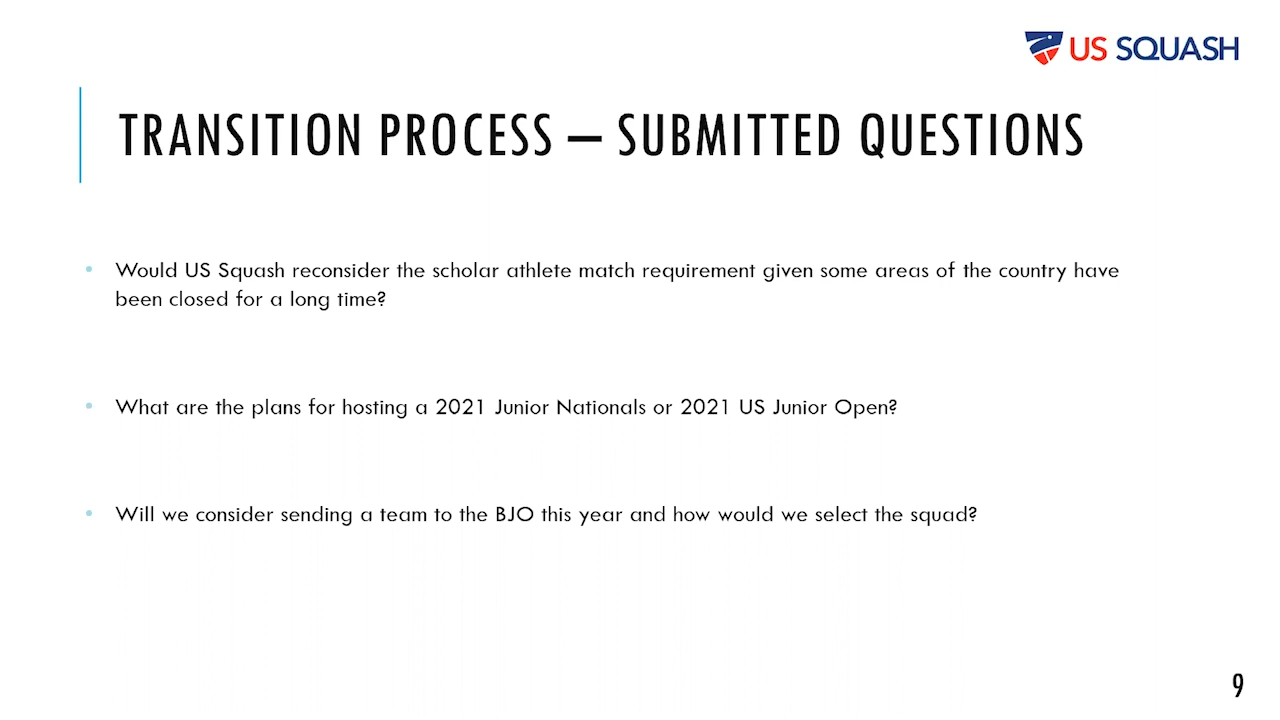 US SQUASH
TRANSITION PROCESS – SUBMITTED QUESTIONS
• Would US Squash reconsider the scholar athlete match requirement given some areas of the country have
been closed for a long time?
• What are the plans for hosting a 2021 Junior Nationals or 2021 US Junior Open?
• Will we consider sending a team to the BJO this year and how would we select the squad?
9